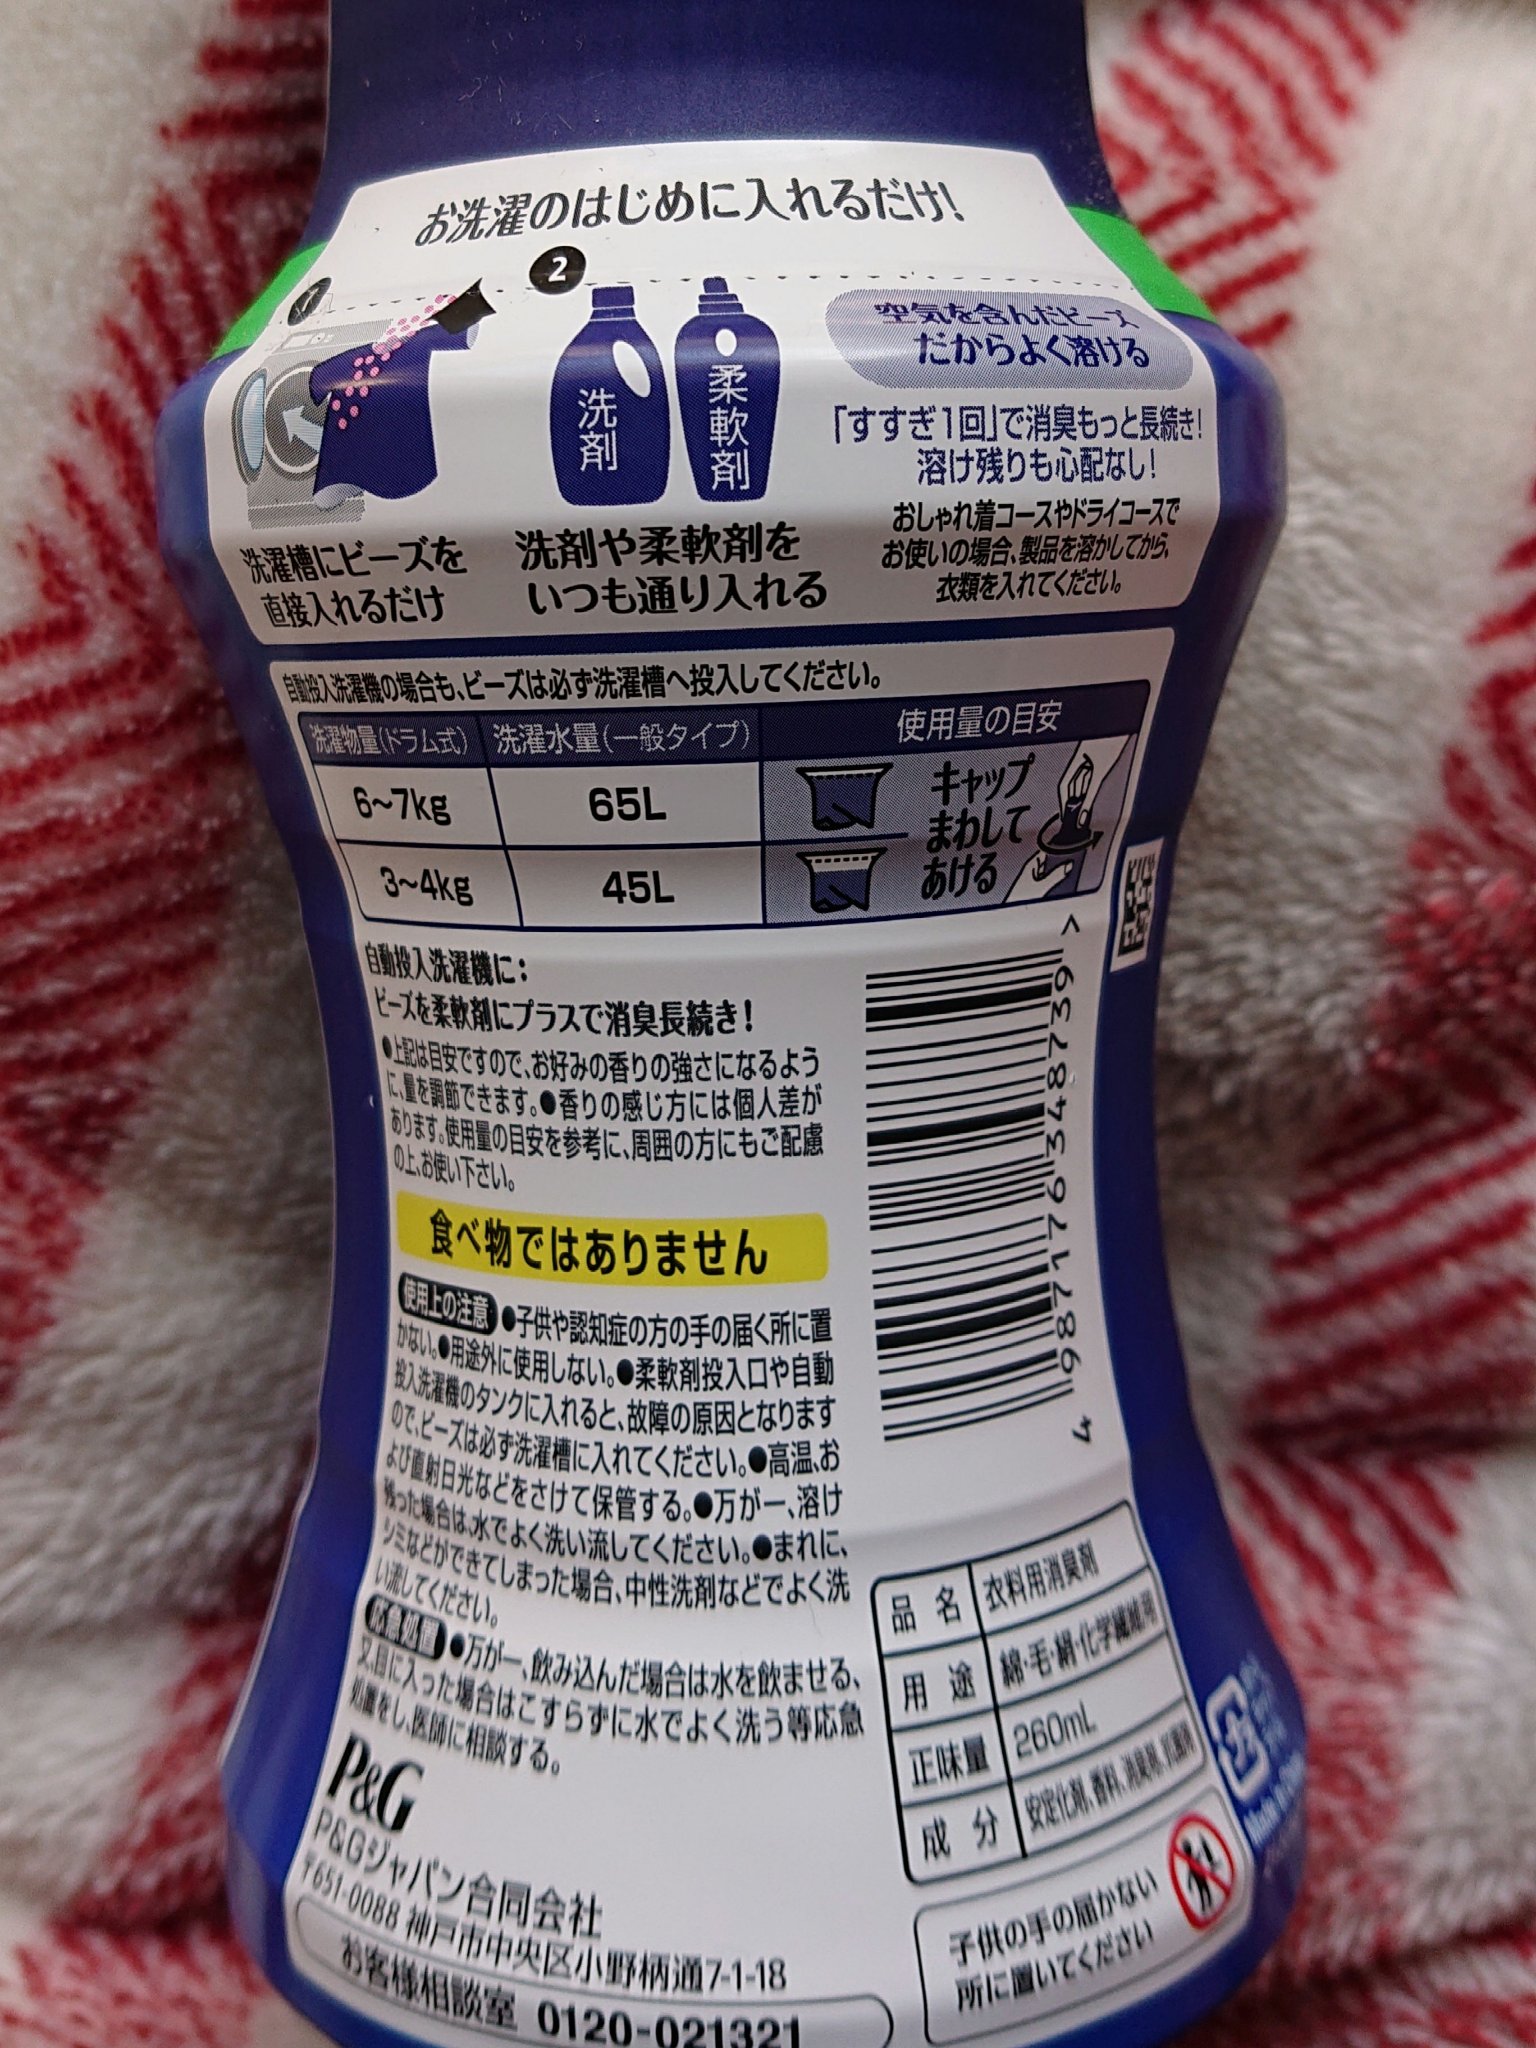 お洗濯のはじめに入れるだけ!
1
洗濯槽にビーズを
直接入れるだけ
2
洗剤
柔軟剤
洗剤や柔軟剤を
いつも通り入れる
空気を含んだビーズ
だからよく溶ける
「すすぎ1回」で消臭もっと長続き!
溶け残りも心配なし!
おしゃれ着コースやドライコースで
お使いの場合、製品を溶かしてから、
衣類を入れてください。
自動投入洗濯機の場合も、ビーズは必ず洗濯槽へ投入してください。
洗濯物量(ドラム式) 洗濯水量(一般タイプ) 使用量の目安
6~7kg 65L
3~4kg 45L
キャップ
まわして
あける
自動投入洗濯機に:
ビーズを柔軟剤にプラスで消臭長続き!
●上記は目安ですので、お好みの香りの強さになるよう
に、量を調節できます。●香りの感じ方には個人差が
あります。使用量の目安を参考に、周囲の方にもご配慮
の上、お使い下さい。
食べ物ではありません
使用上の注意 ●子供や認知症の方の手の届く所に置
かない。●用途外に使用しない。●柔軟剤投入口や自動
投入洗濯機のタンクに入れると、故障の原因となります
ので、ビーズは必ず洗濯槽に入れてください。●高温、お
よび直射日光などをさけて保管する。●万が一、溶け
残った場合は、水でよく洗い流してください。●まれに、
シミなどができてしまった場合、中性洗剤などでよく洗
い流してください。
応急処置 ●万が一、飲み込んだ場合は水を飲ませる、
又、目に入った場合はこすらずに水でよく洗う等応急
処置をし、医師に相談する。
P&G
P&Gジャパン合同会社
〒651-0088 神戸市中央区小野柄通7-1-18
お客様相談室 0120-021321
4 987176 348739 >
品名 衣料用消臭剤
用途 綿・毛・絹・化学繊維用
正味量 260mL
成分 安定化剤、香料、消臭剤、抗菌剤
子供の手の届かない
所に置いてください
プラ